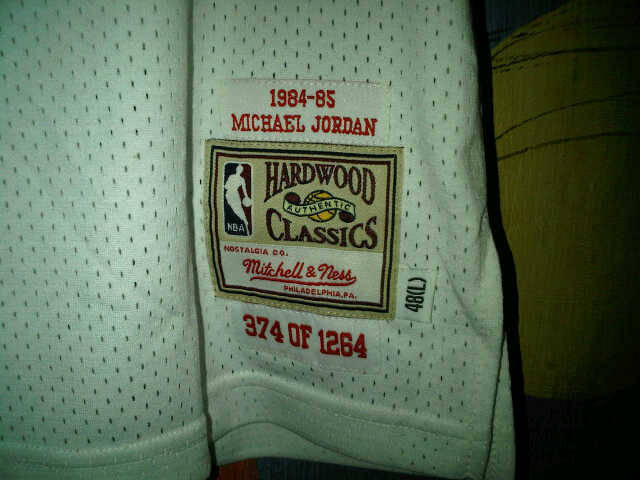 1984-85
MICHAEL JORDAN
HARDWOOD
AUTHENTIC
CLASSICS
NBA
NOSTALGIA CO.
Mitchell & Ness
PHILADELPHIA, PA.
48(L)
374 OF 1264